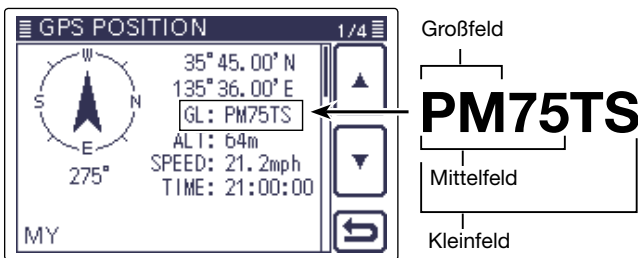 GPS POSITION 1/4
W
S N
E
275°
35°45.00'N
135°36.00'E
GL: PM75TS
ALT: 64m
SPEED: 21.2mph
TIME: 21:00:00
MY
Großfeld
PM75TS
Mittelfeld
Kleinfeld